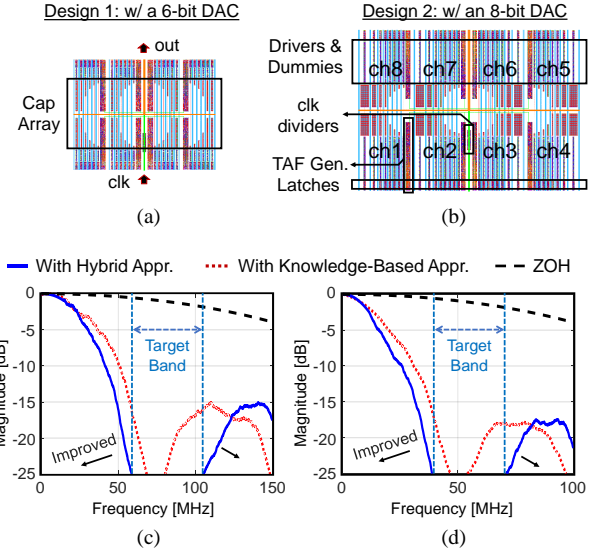 Design 1: w/ a 6-bit DAC
Design 2: w/ an 8-bit DAC
(a)
out
Cap
Array
clk
(b)
Drivers &
Dummies
ch8 ch7 ch6 ch5
clk
dividers
ch1 ch2 ch3 ch4
TAF Gen.
Latches
(a)
(b)
With Hybrid Appr. With Knowledge-Based Appr. ZOH
0
-5
-10
-15
-20
-25
Magnitude [dB]
Target
Band
Improved
0 50 100 150
Frequency [MHz]
(c)
0
-5
-10
-15
-20
-25
Magnitude [dB]
Target
Band
Improved
0 50 100
Frequency [MHz]
(d)